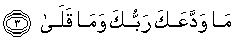 مَا وَدَّعَكَ رَبُّكَ وَمَا قَلَىٰ ﴿٣﴾